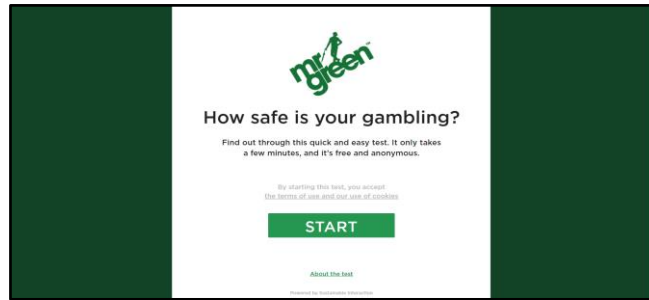 mr
green
How safe is your gambling?
Find out through this quick and easy test. It only takes
a few minutes, and it's free and anonymous.
By starting this test, you accept
the terms of use and our use of cookies
START
About the test
Powered by Sustainable Interaction